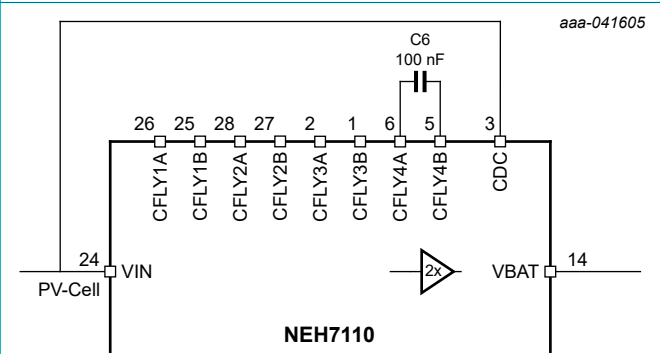 aaa-041605
C6
100 nF
26 25 28 27 2 1 6 5 3
CFLY1A CFLY1B CFLY2A CFLY2B CFLY3A CFLY3B CFLY4A CFLY4B CDC
24 VIN
PV-Cell
2x
VBAT 14
NEH7110